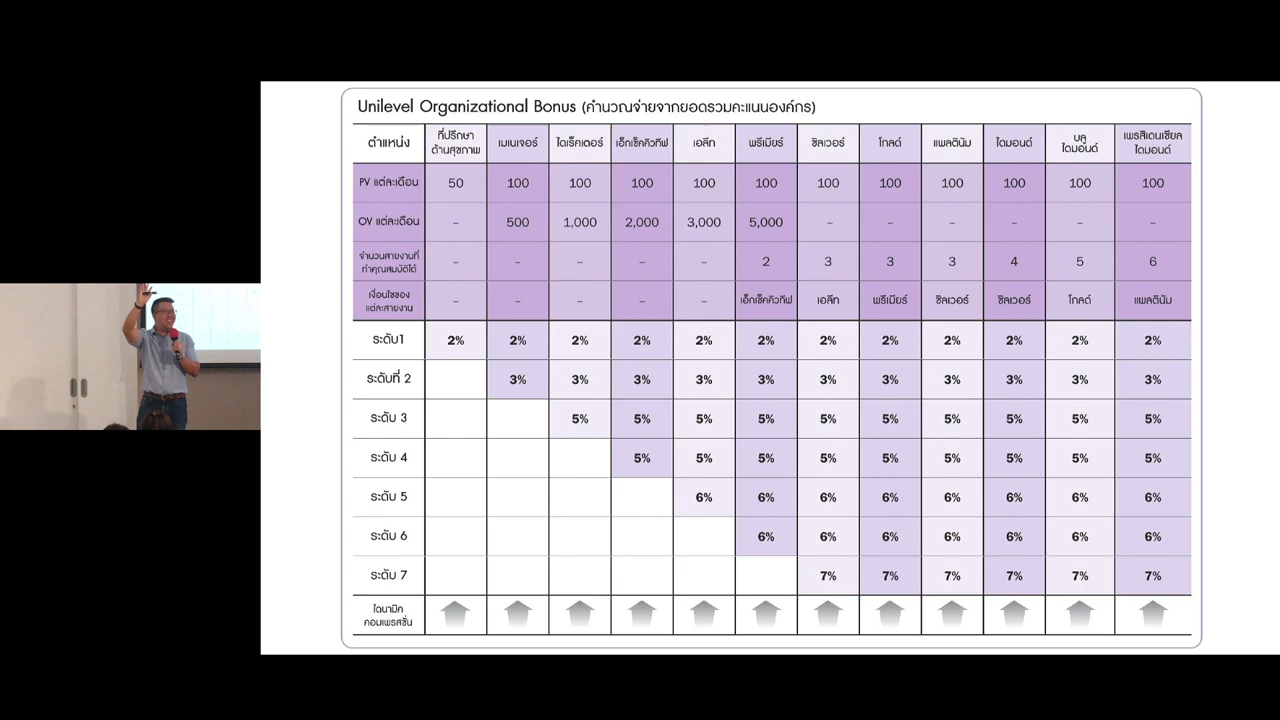 Unilevel Organizational Bonus (คำนวณจ่ายจากยอดรวมคะแนนองค์กร)
ตำแหน่ง ที่ปรึกษาด้านสุขภาพ เมเนเจอร์ ไดเร็คเตอร์ เอ็กเซ็คคิวทีฟ เอลีท พรีเมียร์ ซิลเวอร์ โกลด์ แพลตินัม ไดมอนด์ บลูไดมอนด์ เพรสิเดนเชียลไดมอนด์
PV แต่ละเดือน 50 100 100 100 100 100 100 100 100 100 100 100
OV แต่ละเดือน – 500 1,000 2,000 3,000 5,000 – – – – – –
จำนวนสายงานที่ทำคุณสมบัติได้ – – – – – 2 3 3 3 4 5 6
เงื่อนไขของแต่ละสายงาน – – – – – เอ็กเซ็คคิวทีฟ เอลีท พรีเมียร์ ซิลเวอร์ ซิลเวอร์ โกลด์ แพลตินัม
ระดับ1 2% 2% 2% 2% 2% 2% 2% 2% 2% 2% 2% 2%
ระดับที่ 2 3% 3% 3% 3% 3% 3% 3% 3% 3% 3% 3%
ระดับ 3 5% 5% 5% 5% 5% 5% 5% 5% 5% 5%
ระดับ 4 5% 5% 5% 5% 5% 5% 5% 5% 5%
ระดับ 5 6% 6% 6% 6% 6% 6% 6% 6%
ระดับ 6 6% 6% 6% 6% 6% 6% 6%
ระดับ 7 7% 7% 7% 7% 7% 7%
ไดนามิค
คอมเพรสชั่น